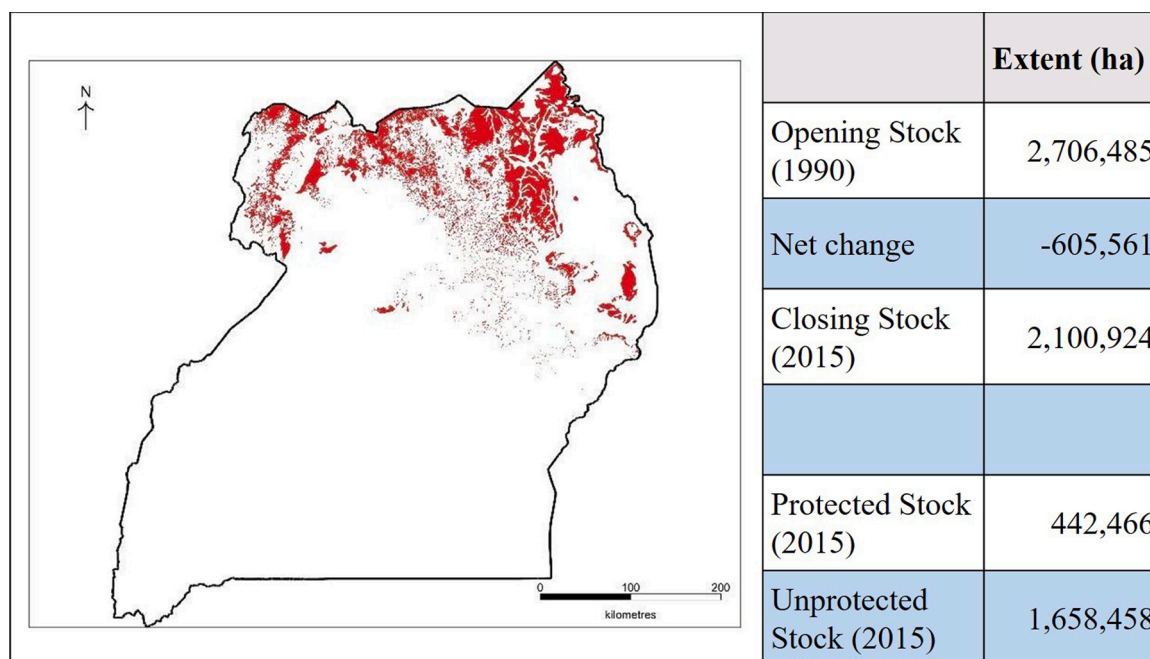 N
0 100 200
kilometres
Extent (ha)
Opening Stock
(1990)
2,706,485
Net change
-605,561
Closing Stock
(2015)
2,100,924
Protected Stock
(2015)
442,466
Unprotected
Stock (2015)
1,658,458